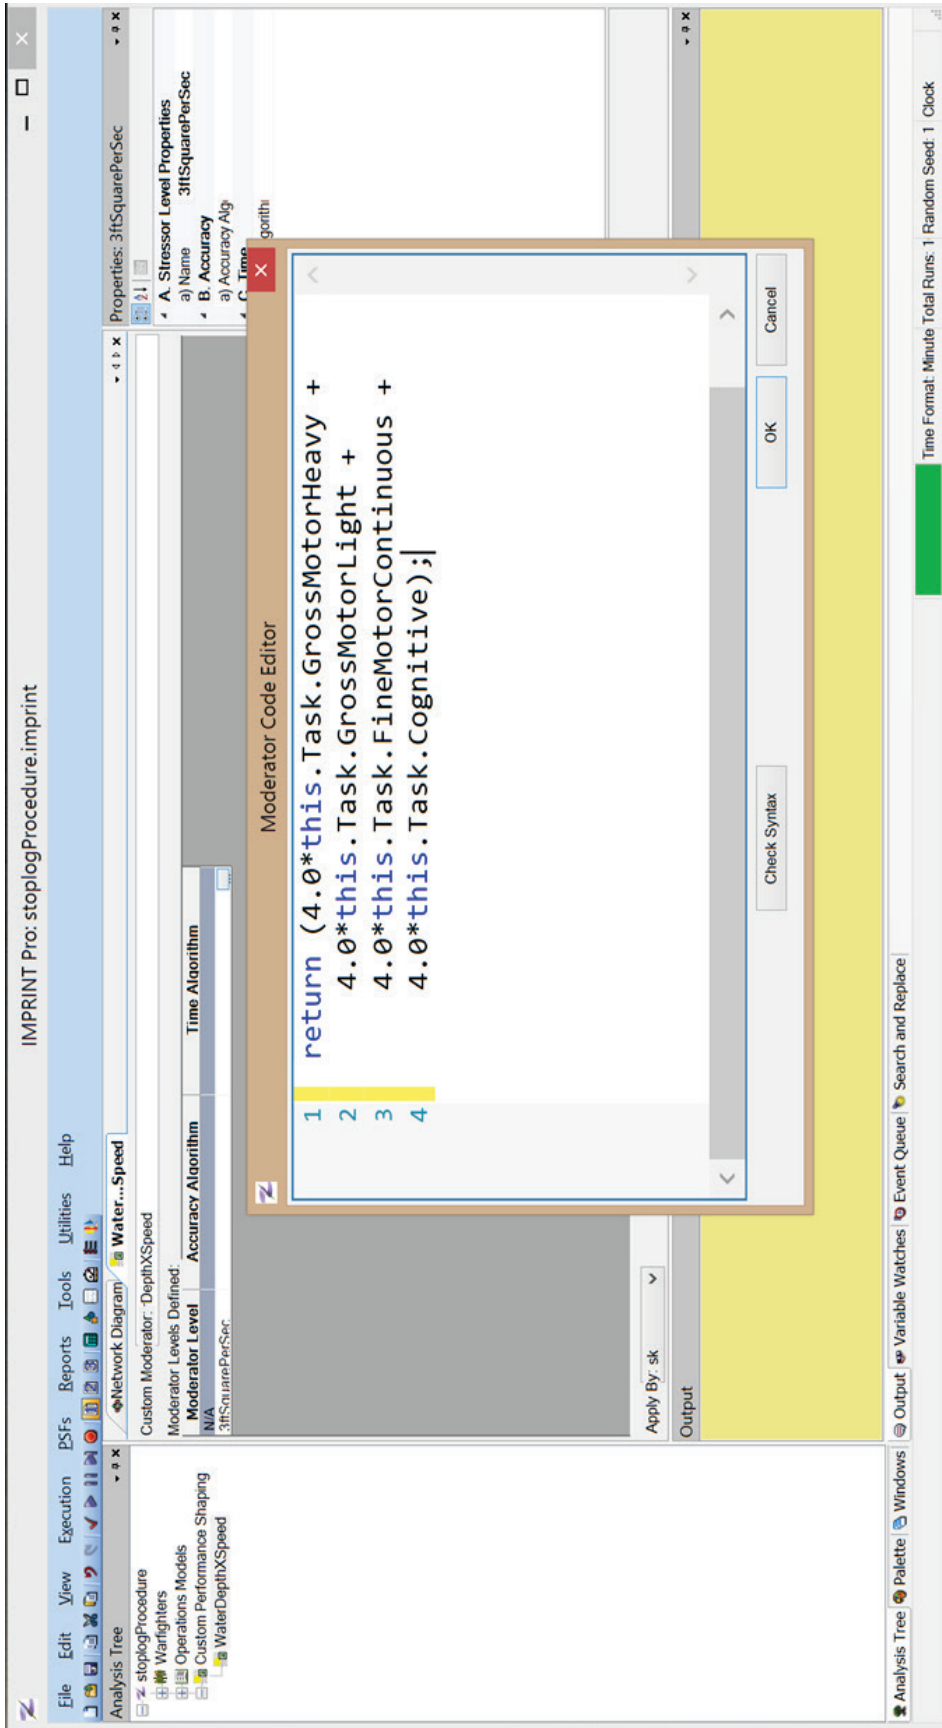 IMPRINT Pro: stoplogProcedure.imprint
File Edit View Execution PSFs Reports Tools Utilities Help
Analysis Tree
stoplogProcedure
Warfighters
Operations Models
Custom Performance Shaping
WaterDepthXSpeed
Network Diagram Water...Speed
Custom Moderator: DepthXSpeed
Moderator Levels Defined:
Moderator Level Accuracy Algorithm Time Algorithm
N/A
3ftSquarePerSec
...
Apply By: sk
Properties: 3ftSquarePerSec
A. Stressor Level Properties
a) Name 3ftSquarePerSec
B. Accuracy
a) Accuracy Alg
C. Time
gorith
Moderator Code Editor
1 return (4.0*this.Task.GrossMotorHeavy +
2 4.0*this.Task.GrossMotorLight +
3 4.0*this.Task.FineMotorContinuous +
4 4.0*this.Task.Cognitive);
Check Syntax OK Cancel
Output
Analysis Tree Palette Windows Output Variable Watches Event Queue Search and Replace
Time Format: Minute Total Runs: 1 Random Seed: 1 Clock